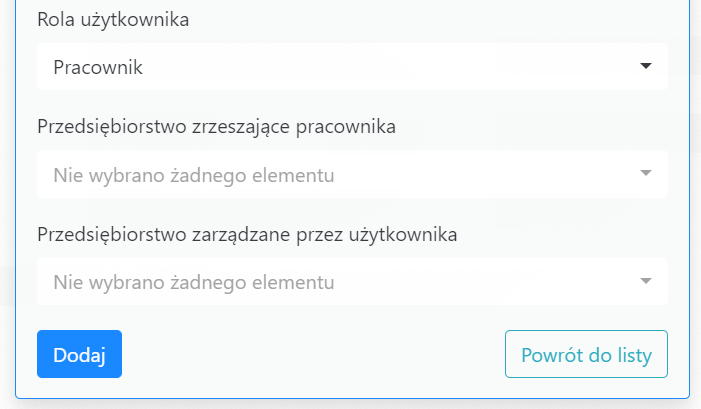 Rola użytkownika
Pracownik
Przedsiębiorstwo zrzeszające pracownika
Nie wybrano żadnego elementu
Przedsiębiorstwo zarządzane przez użytkownika
Nie wybrano żadnego elementu
Dodaj
Powrót do listy